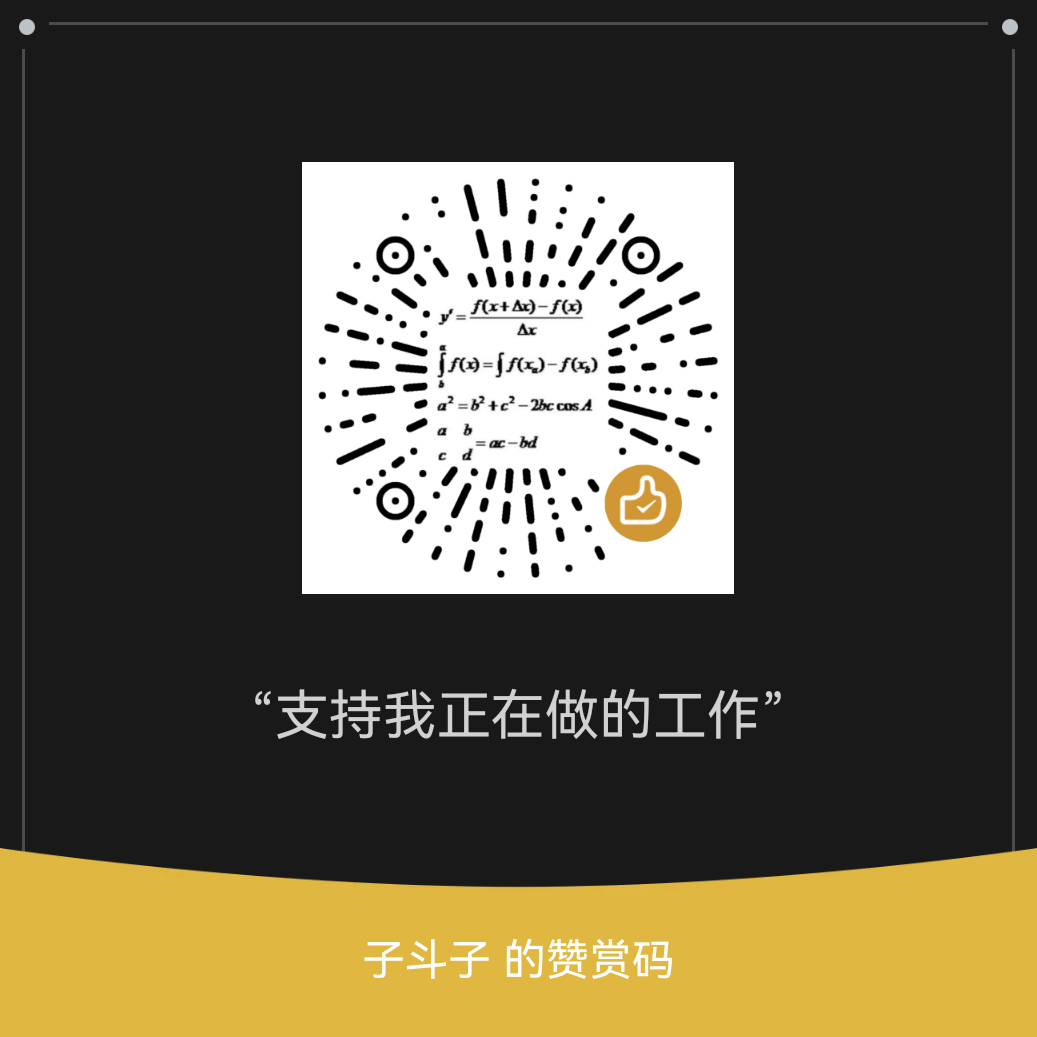 y' = f(x+Δx)−f(x)
Δx
a
∫ f(x) = ∫ f(xₐ) − f(x_b)
b
a² = b² + c² − 2bc cos A
a b
= ac − bd
c d
“支持我正在做的工作”
子斗子 的赞赏码